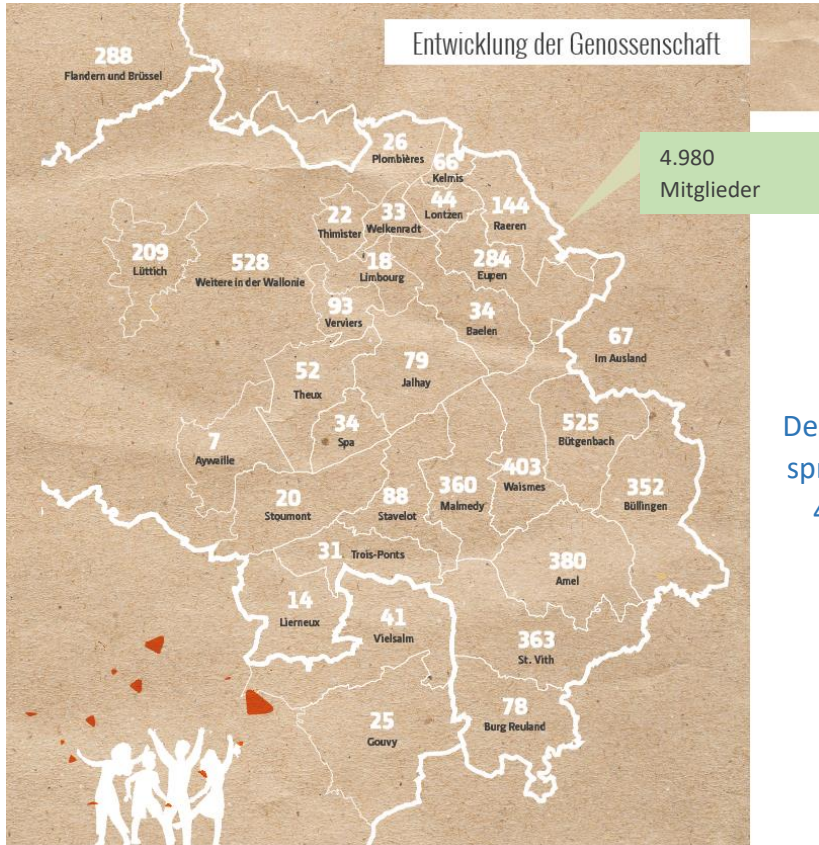 Entwicklung der Genossenschaft
288
Flandern und Brüssel
4.980
Mitglieder
26
Plombières
66
Kelmis
22
Thimister
33
Welkenradt
44
Lontzen
144
Raeren
209
Lüttich
528
Weitere in der Wallonie
18
Limbourg
284
Eupen
93
Verviers
34
Baelen
67
Im Ausland
52
Theux
79
Jalhay
7
Aywaille
34
Spa
525
Bütgenbach
403
Waismes
360
Malmedy
352
Büllingen
20
Stoumont
88
Stavelot
31 Trois-Ponts
380
Amel
14
Lierneux
41
Vielsalm
363
St. Vith
25
Gouvy
78
Burg Reuland
De
spr
4